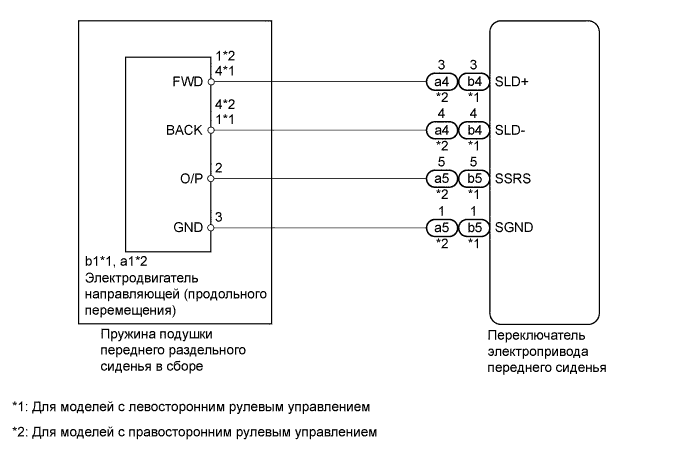 1*2
4*1
FWD
3 3
a4 b4 SLD+
*2 *1
4*2
1*1
BACK
4 4
a4 b4 SLD-
*2 *1
O/P 2
5 5
a5 b5 SSRS
*2 *1
GND 3
1 1
a5 b5 SGND
*2 *1
b1*1, a1*2
Электродвигатель
направляющей (продольного
перемещения)
Пружина подушки
переднего раздельного
сиденья в сборе
Переключатель
электропривода
переднего сиденья
*1: Для моделей с левосторонним рулевым управлением
*2: Для моделей с правосторонним рулевым управлением